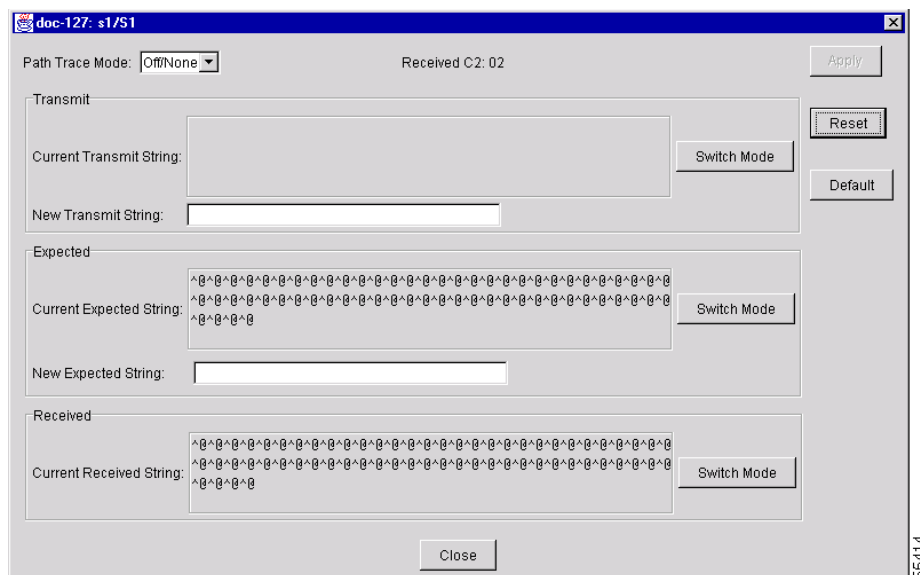 doc-127: s1/S1
Path Trace Mode: Off/None Received C2: 02 Apply
Transmit
Reset
Current Transmit String: Switch Mode
Default
New Transmit String:
Expected
^@^@^@^@^@^@^@^@^@^@^@^@^@^@^@^@^@^@^@^@^@^@^@^@^@^@^@^@^@^@
^@^@^@^@^@^@^@^@^@^@^@^@^@^@^@^@^@^@^@^@^@^@^@^@^@^@^@^@^@^@
^@^@^@^@
Current Expected String: Switch Mode
New Expected String:
Received
^@^@^@^@^@^@^@^@^@^@^@^@^@^@^@^@^@^@^@^@^@^@^@^@^@^@^@^@^@^@
^@^@^@^@^@^@^@^@^@^@^@^@^@^@^@^@^@^@^@^@^@^@^@^@^@^@^@^@^@^@
^@^@^@^@
Current Received String: Switch Mode
Close
55414